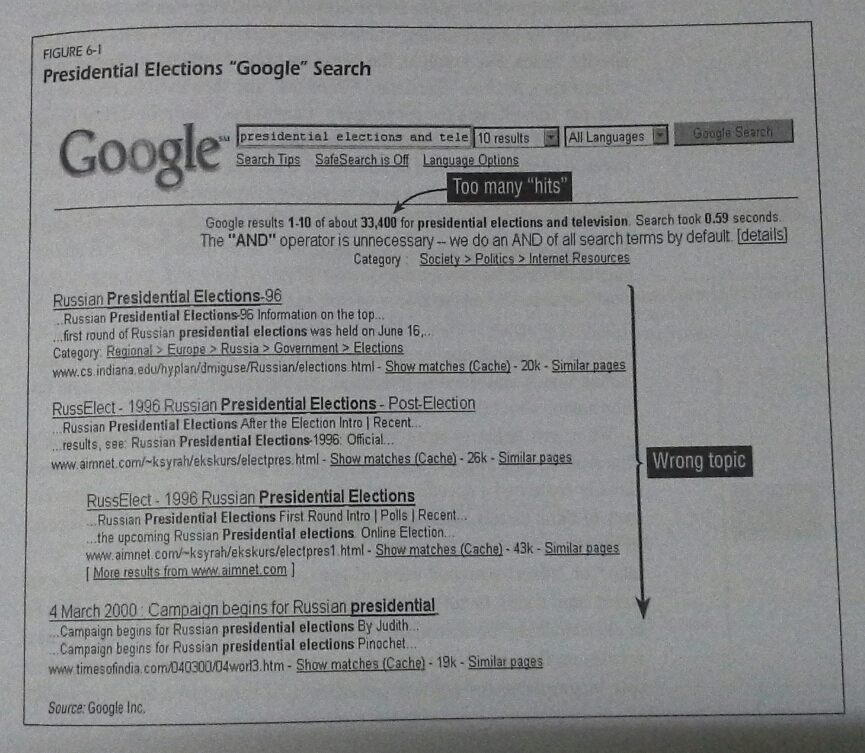 FIGURE 6-1
Presidential Elections "Google" Search
Google SM presidential elections and tele 10 results All Languages Google Search
Search Tips SafeSearch is Off Language Options
Too many "hits"
Google results 1-10 of about 33,400 for presidential elections and television. Search took 0.59 seconds.
The "AND" operator is unnecessary -- we do an AND of all search terms by default. [details]
Category : Society > Politics > Internet Resources
Russian Presidential Elections-96
...Russian Presidential Elections-96 Information on the top...
...first round of Russian presidential elections was held on June 16,...
Category: Regional > Europe > Russia > Government > Elections
www.cs.indiana.edu/hyplan/dmiguse/Russian/elections.html - Show matches (Cache) - 20k - Similar pages
RussElect - 1996 Russian Presidential Elections - Post-Election
...Russian Presidential Elections After the Election Intro | Recent...
...results, see: Russian Presidential Elections-1996: Official...
www.aimnet.com/~ksyrah/ekskurs/electpres.html - Show matches (Cache) - 26k - Similar pages
Wrong topic
RussElect - 1996 Russian Presidential Elections
...Russian Presidential Elections First Round Intro | Polls | Recent...
...the upcoming Russian Presidential elections. Online Election...
www.aimnet.com/~ksyrah/ekskurs/electpres1.html - Show matches (Cache) - 43k - Similar pages
[ More results from www.aimnet.com ]
4 March 2000 : Campaign begins for Russian presidential
...Campaign begins for Russian presidential elections By Judith...
...Campaign begins for Russian presidential elections Pinochet...
www.timesofindia.com/040300/04worl3.htm - Show matches (Cache) - 19k - Similar pages
Source: Google Inc.